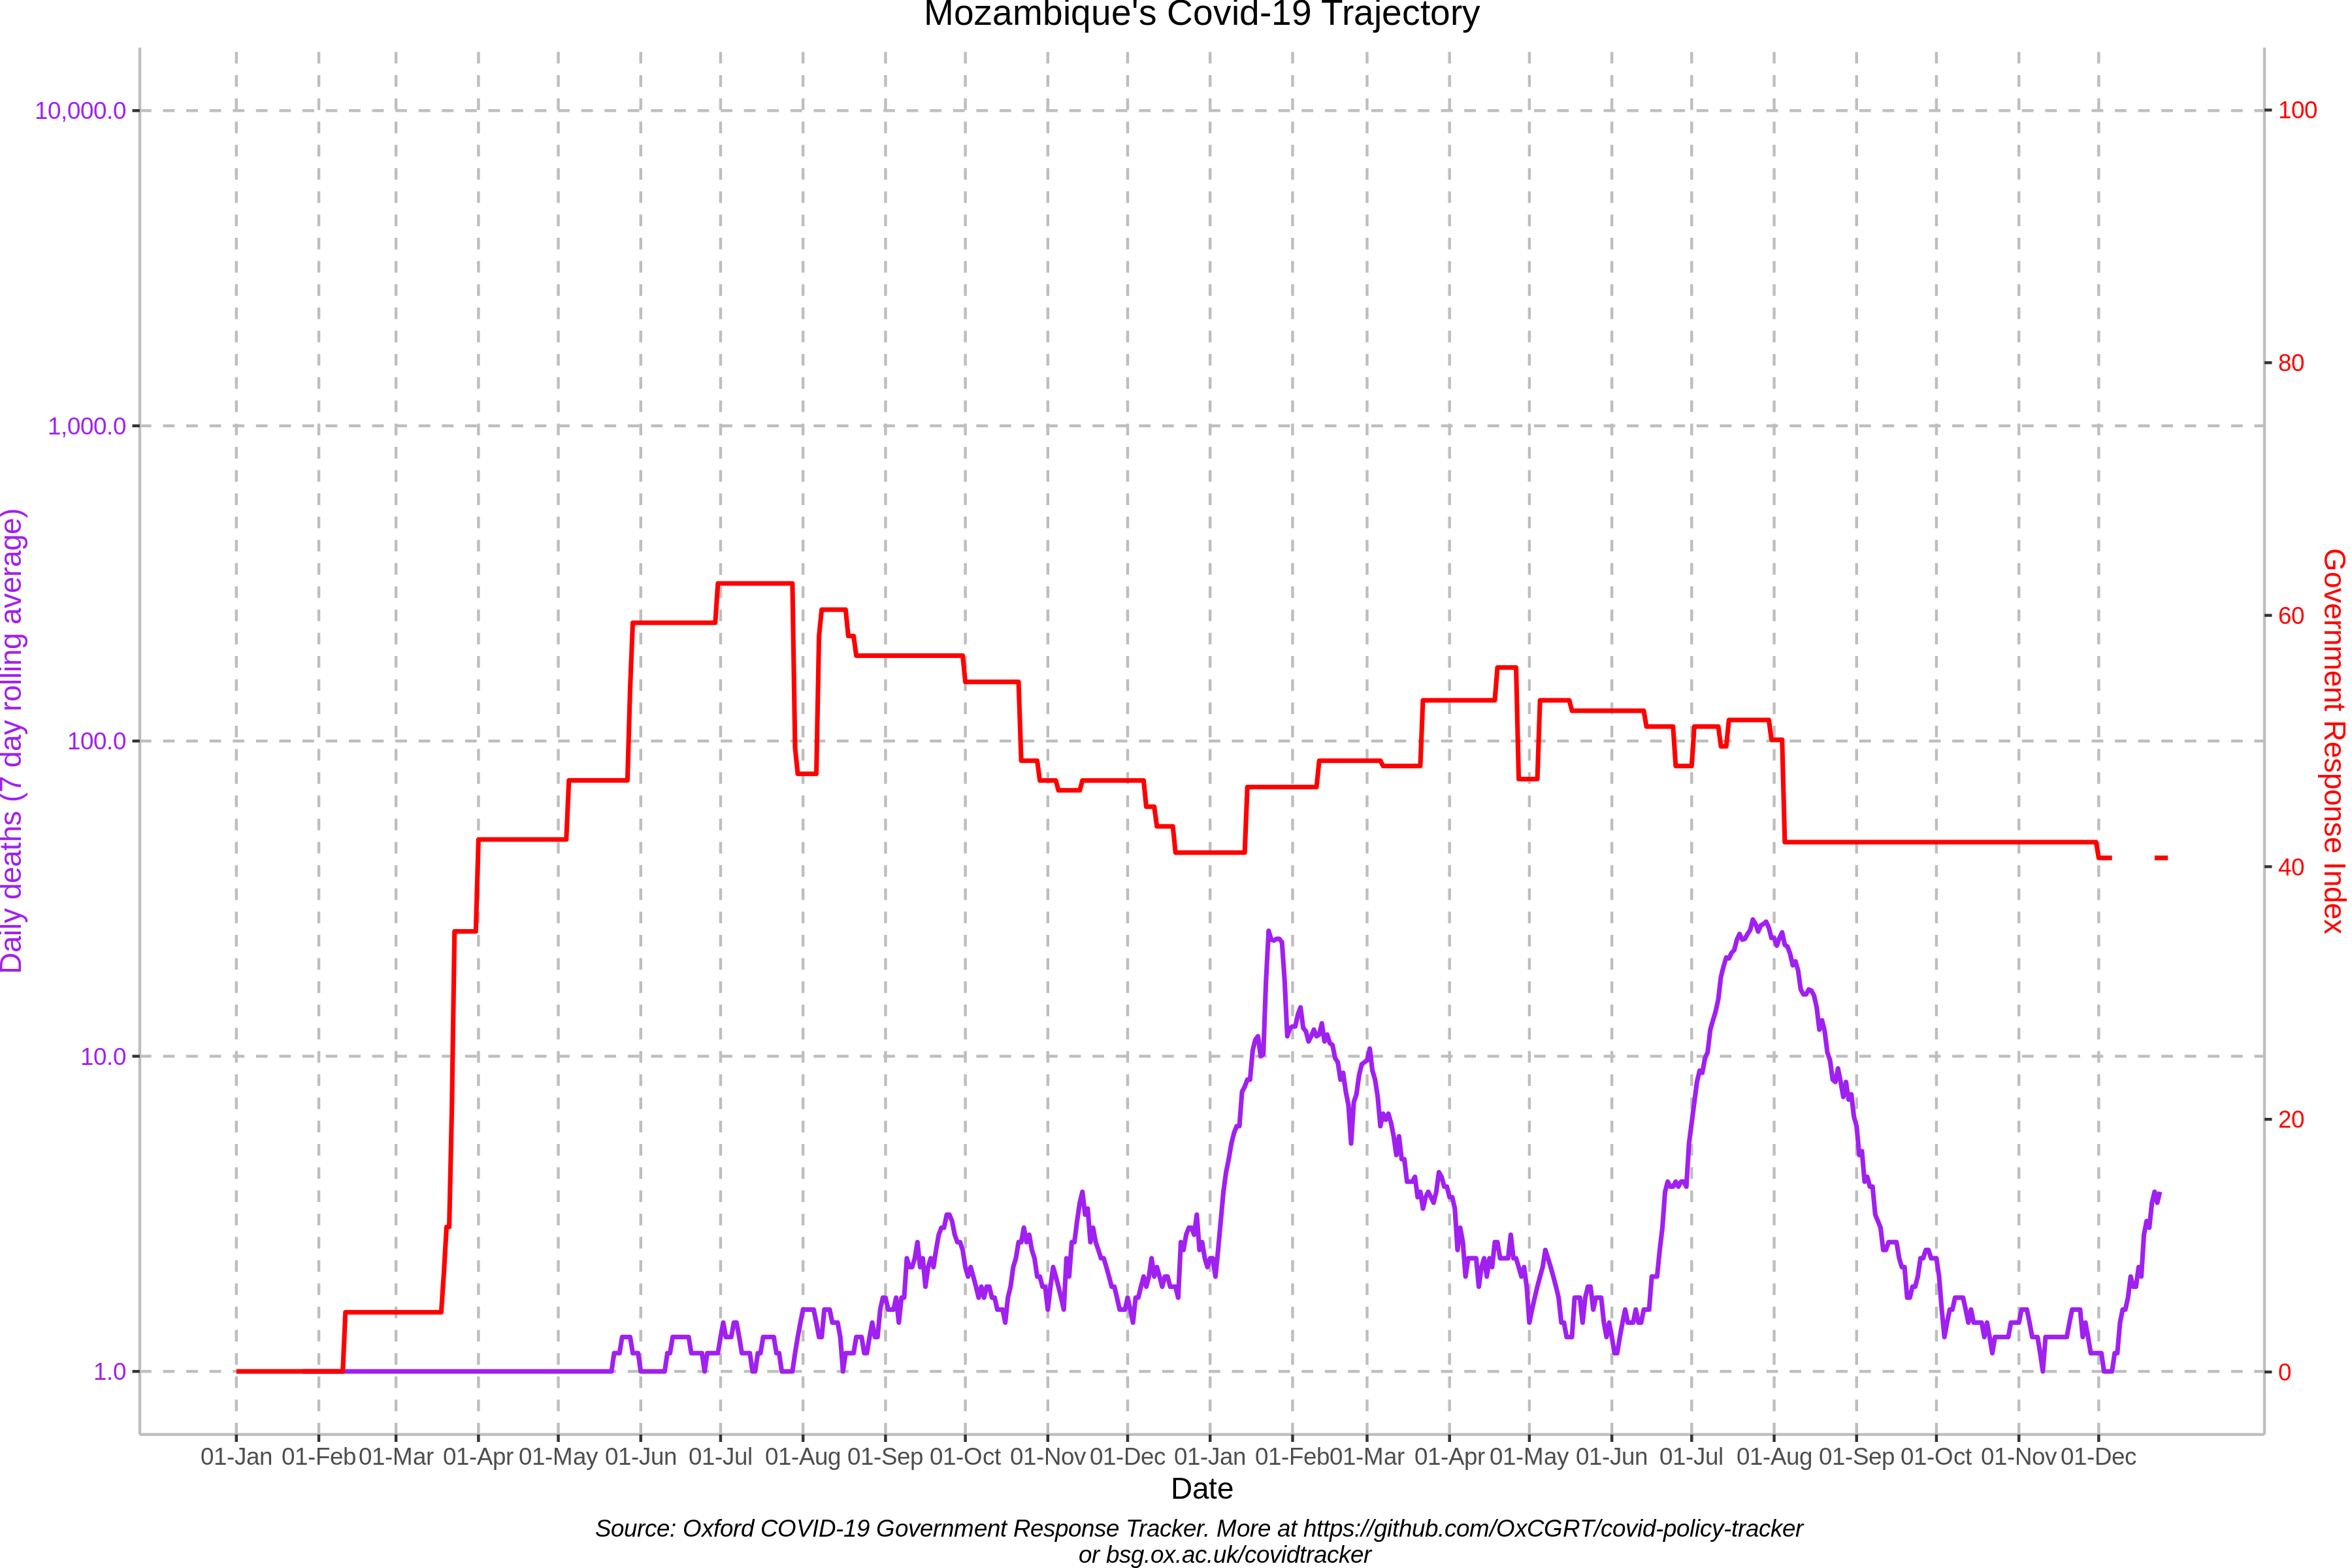 Mozambique's Covid-19 Trajectory
10,000.0
1,000.0
100.0
10.0
1.0
Daily deaths (7 day rolling average)
100
80
60
40
20
0
Government Response Index
01-Jan 01-Feb 01-Mar 01-Apr 01-May 01-Jun 01-Jul 01-Aug 01-Sep 01-Oct 01-Nov 01-Dec 01-Jan 01-Feb 01-Mar 01-Apr 01-May 01-Jun 01-Jul 01-Aug 01-Sep 01-Oct 01-Nov 01-Dec
Date
Source: Oxford COVID-19 Government Response Tracker. More at https://github.com/OxCGRT/covid-policy-tracker
or bsg.ox.ac.uk/covidtracker